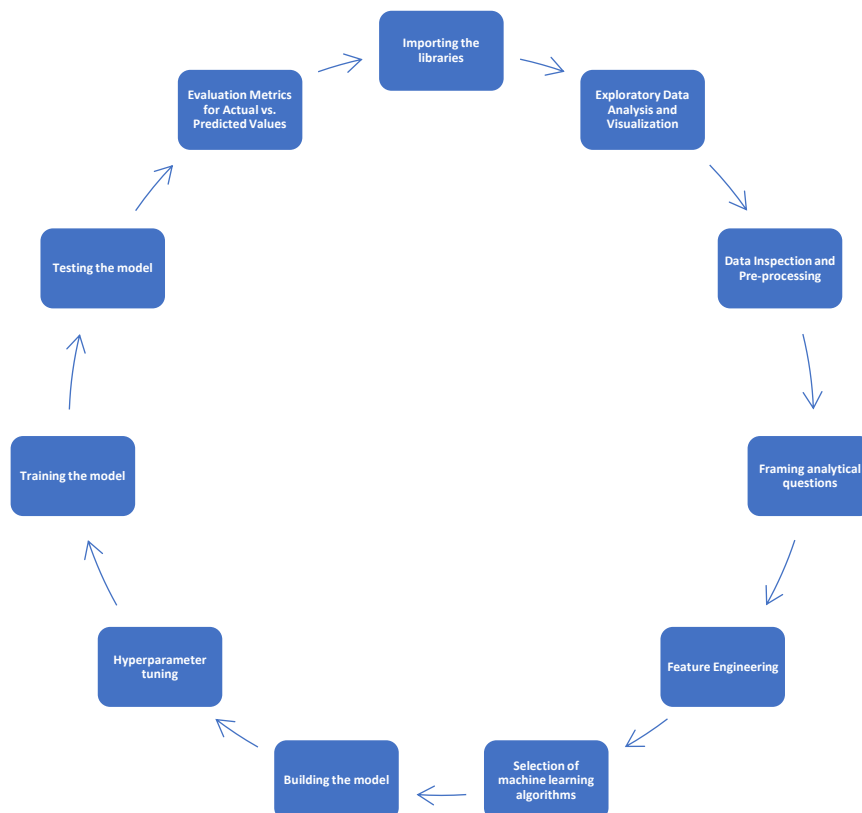 Importing the
libraries
Exploratory Data
Analysis and
Visualization
Data Inspection and
Pre-processing
Framing analytical
questions
Feature Engineering
Selection of
machine learning
algorithms
Building the model
Hyperparameter
tuning
Training the model
Testing the model
Evaluation Metrics
for Actual vs.
Predicted Values